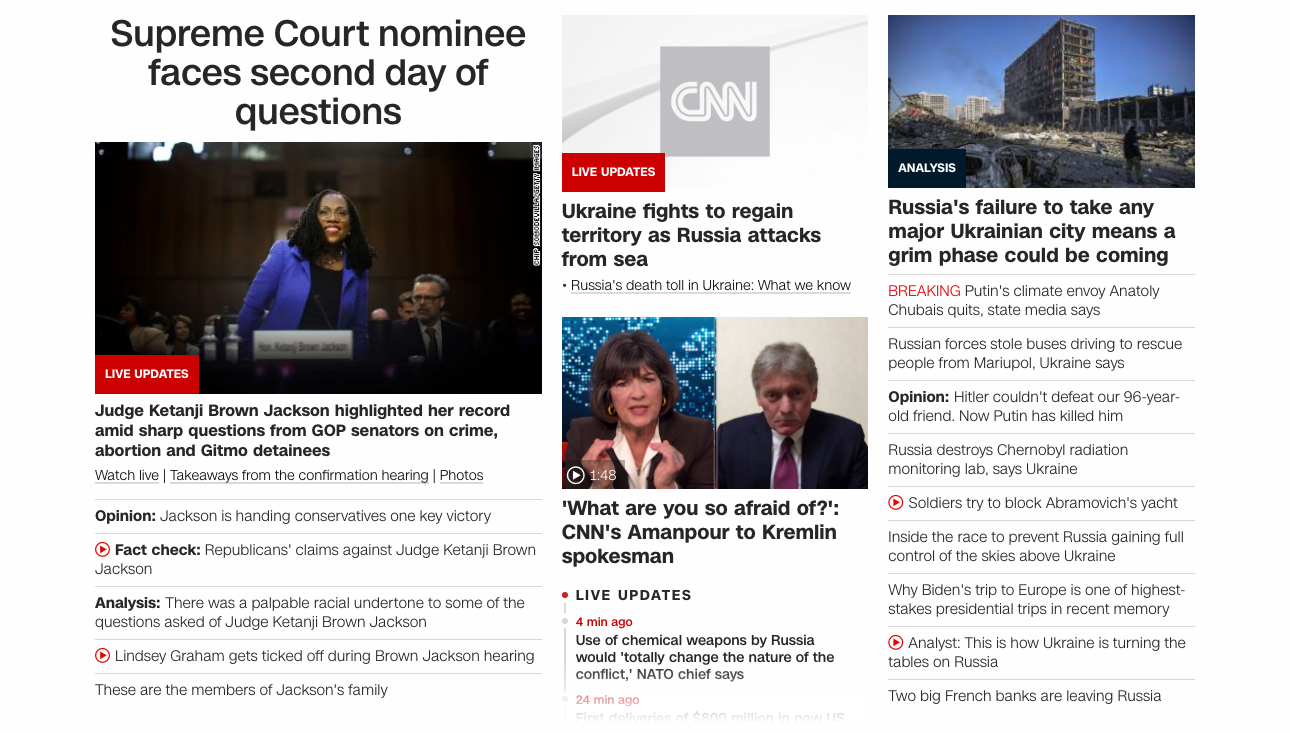 Supreme Court nominee
faces second day of
questions
CHIP SOMODEVILLA/GETTY IMAGES
Hon. Ketanji Brown Jackson
LIVE UPDATES
Judge Ketanji Brown Jackson highlighted her record
amid sharp questions from GOP senators on crime,
abortion and Gitmo detainees
Watch live | Takeaways from the confirmation hearing | Photos
Opinion: Jackson is handing conservatives one key victory
Fact check: Republicans' claims against Judge Ketanji Brown
Jackson
Analysis: There was a palpable racial undertone to some of the
questions asked of Judge Ketanji Brown Jackson
Lindsey Graham gets ticked off during Brown Jackson hearing
These are the members of Jackson's family
CNN
LIVE UPDATES
Ukraine fights to regain
territory as Russia attacks
from sea
• Russia's death toll in Ukraine: What we know
1:48
'What are you so afraid of?':
CNN's Amanpour to Kremlin
spokesman
LIVE UPDATES
4 min ago
Use of chemical weapons by Russia
would 'totally change the nature of the
conflict,' NATO chief says
24 min ago
First deliveries of $800 million in new US
ANALYSIS
Russia's failure to take any
major Ukrainian city means a
grim phase could be coming
BREAKING Putin's climate envoy Anatoly
Chubais quits, state media says
Russian forces stole buses driving to rescue
people from Mariupol, Ukraine says
Opinion: Hitler couldn't defeat our 96-year-
old friend. Now Putin has killed him
Russia destroys Chernobyl radiation
monitoring lab, says Ukraine
Soldiers try to block Abramovich's yacht
Inside the race to prevent Russia gaining full
control of the skies above Ukraine
Why Biden's trip to Europe is one of highest-
stakes presidential trips in recent memory
Analyst: This is how Ukraine is turning the
tables on Russia
Two big French banks are leaving Russia